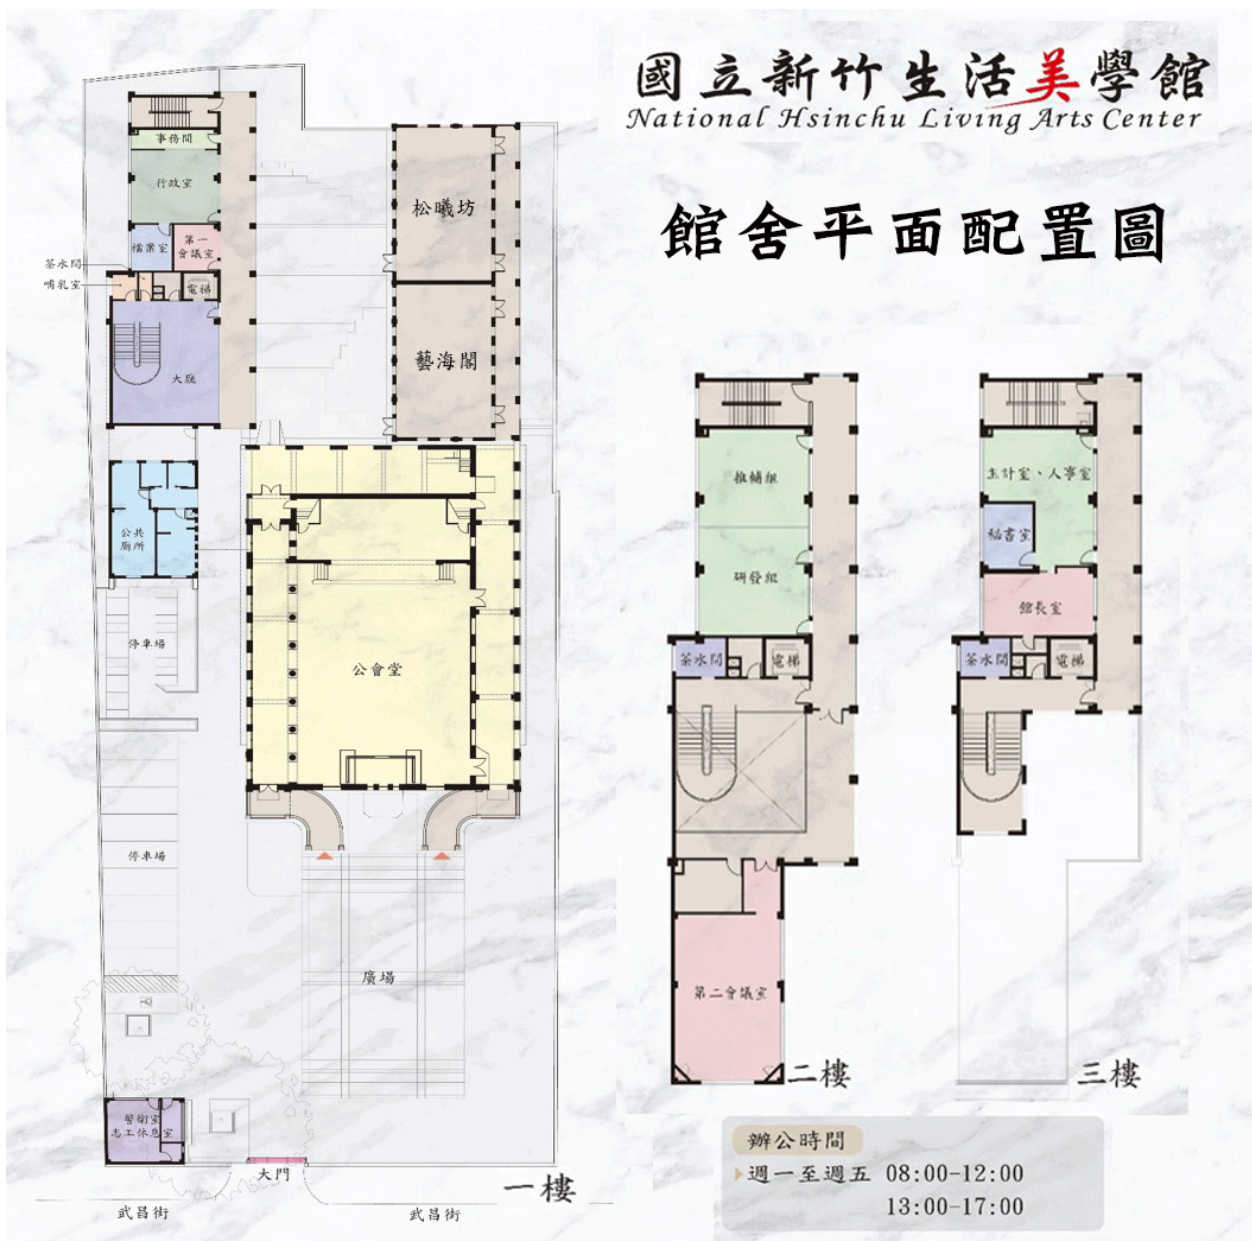 國立新竹生活美學館
National Hsinchu Living Arts Center
館舍平面配置圖
事務間
行政室
檔案室
第一
會議室
茶水間
哺乳室
電梯
大廳
松曦坊
藝海閣
公共
廁所
停車場
公會堂
停車場
廣場
警衛室
志工休息室
大門
一樓
武昌街
武昌街
推輔組
研發組
茶水間
電梯
第二會議室
二樓
主計室、人事室
秘書室
館長室
茶水間
電梯
三樓
辦公時間
週一至週五 08:00-12:00
13:00-17:00